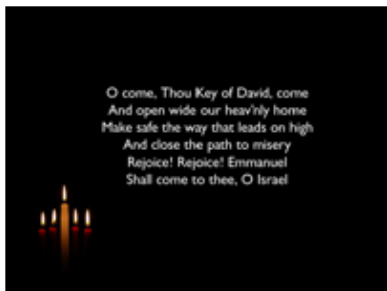 O come, Thou Key of David, come
And open wide our heav'nly home
Make safe the way that leads on high
And close the path to misery
Rejoice! Rejoice! Emmanuel
Shall come to thee, O Israel